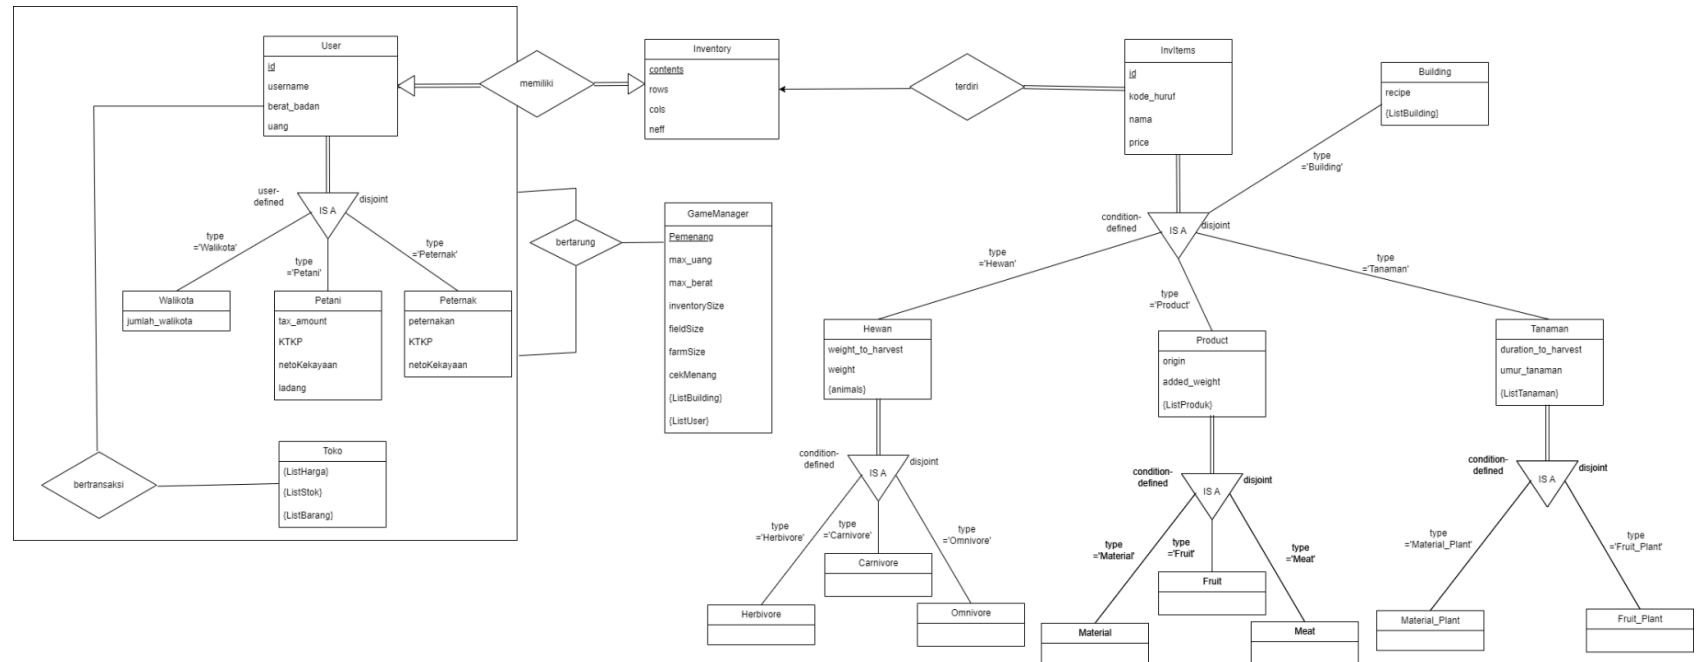 User
id
username
berat_badan
uang
memiliki
Inventory
contents
rows
cols
neff
terdiri
InvItems
id
kode_huruf
nama
price
Building
recipe
{ListBuilding}
type
='Building'
user-
defined
IS A
disjoint
type
='Walikota'
type
='Petani'
type
='Peternak'
Walikota
jumlah_walikota
Petani
tax_amount
KTKP
netoKekayaan
ladang
Peternak
peternakan
KTKP
netoKekayaan
bertarung
GameManager
Pemenang
max_uang
max_berat
inventorySize
fieldSize
farmSize
cekMenang
{ListBuilding}
{ListUser}
bertransaksi
Toko
{ListHarga}
{ListStok}
{ListBarang}
condition-
defined
IS A
disjoint
type
='Hewan'
type
='Product'
type
='Tanaman'
Hewan
weight_to_harvest
weight
{animals}
Product
origin
added_weight
{ListProduk}
Tanaman
duration_to_harvest
umur_tanaman
{ListTanaman}
condition-
defined
IS A
disjoint
type
='Herbivore'
type
='Carnivore'
type
='Omnivore'
Herbivore
Carnivore
Omnivore
condition-
defined
IS A
disjoint
type
='Material'
type
='Fruit'
type
='Meat'
Material
Fruit
Meat
condition-
defined
IS A
disjoint
type
='Material_Plant'
type
='Fruit_Plant'
Material_Plant
Fruit_Plant